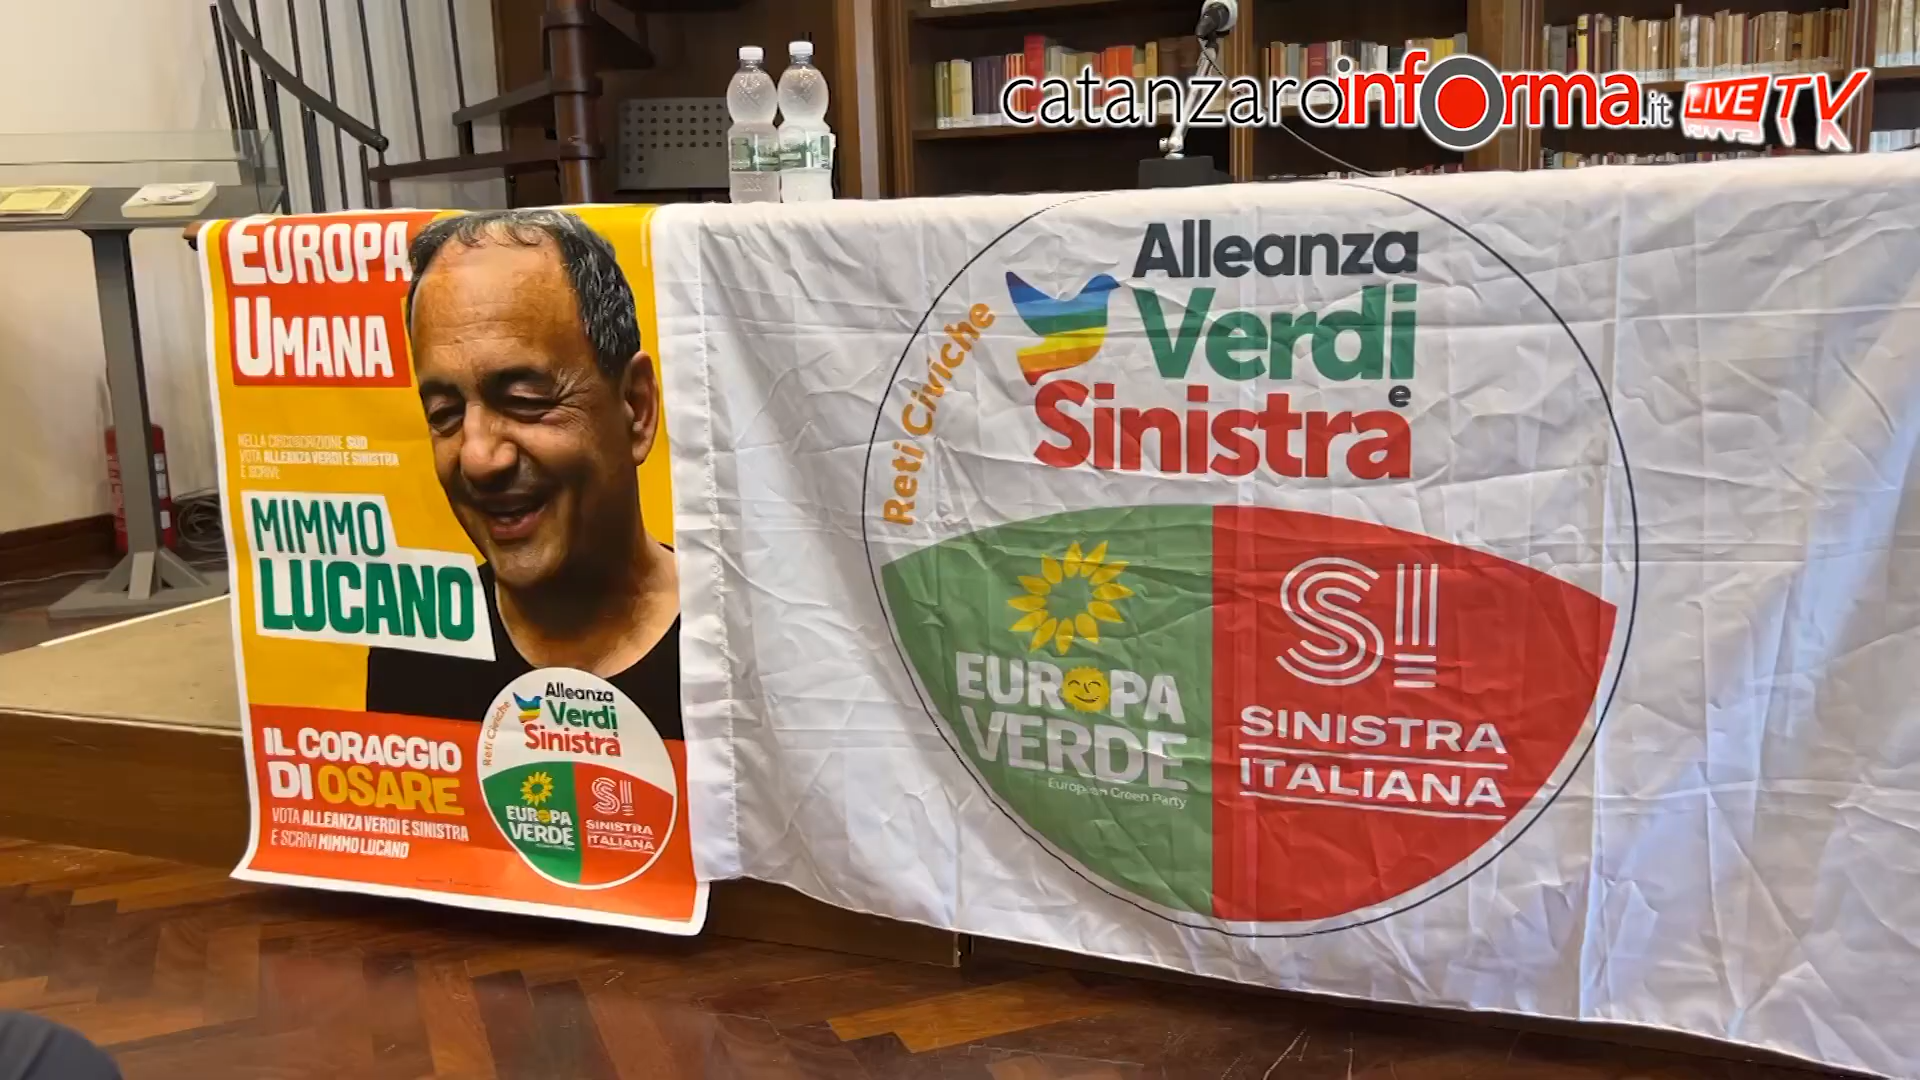 catanzaroinforma.it LIVE TV
EUROPA
UMANA
NELLA CIRCOSCRIZIONE SUD
VOTA ALLEANZA VERDI E SINISTRA
E SCRIVI:
MIMMO
LUCANO
IL CORAGGIO
DI OSARE
VOTA ALLEANZA VERDI E SINISTRA
E SCRIVI MIMMO LUCANO
Reti Civiche
Alleanza
Verdi
Sinistra
EUROPA
VERDE
SINISTRA
ITALIANA
Reti Civiche
Alleanza
Verdi
e
Sinistra
EUROPA
VERDE
European Green Party
SI
SINISTRA
ITALIANA